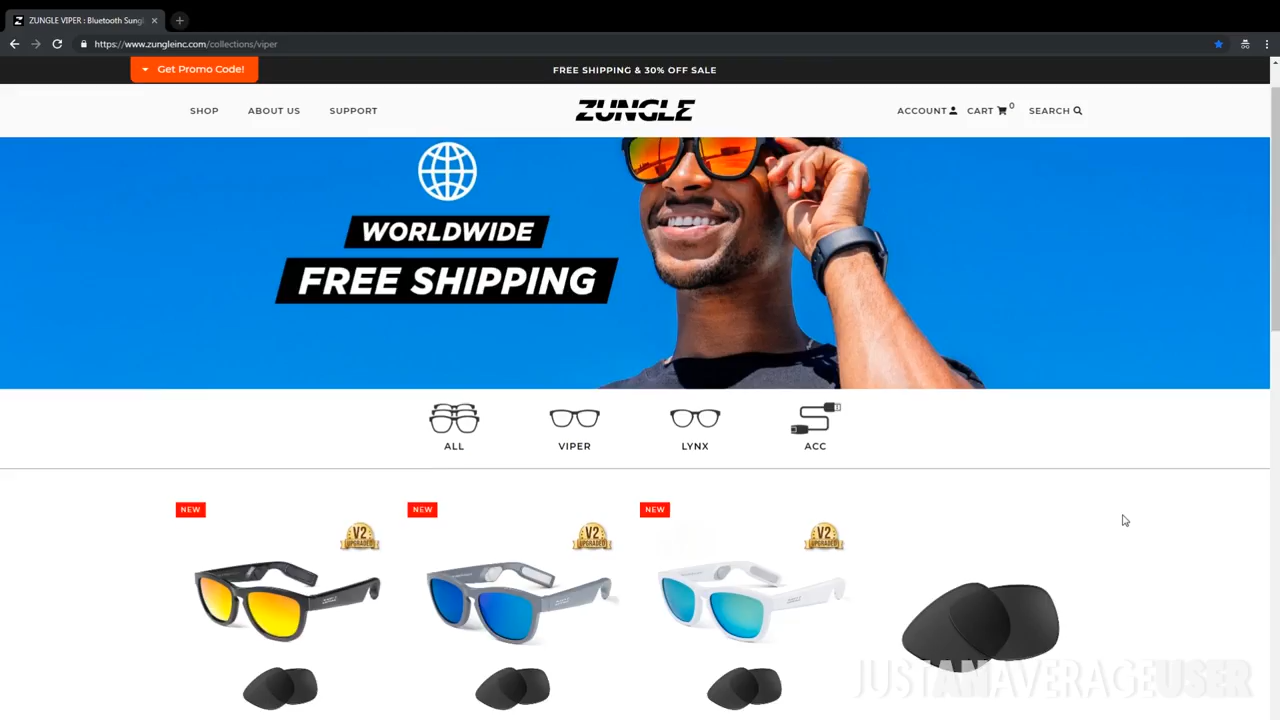 ZUNGLE VIPER : Bluetooth Sungl
https://www.zungleinc.com/collections/viper
Get Promo Code!
FREE SHIPPING & 30% OFF SALE
SHOP
ABOUT US
SUPPORT
ZUNGLE
ACCOUNT
CART 0
SEARCH
WORLDWIDE
FREE SHIPPING
ALL
VIPER
LYNX
ACC
NEW
NEW
NEW
V2
UPGRADED
V2
UPGRADED
V2
UPGRADED
JUSTANAVERAGEUSER